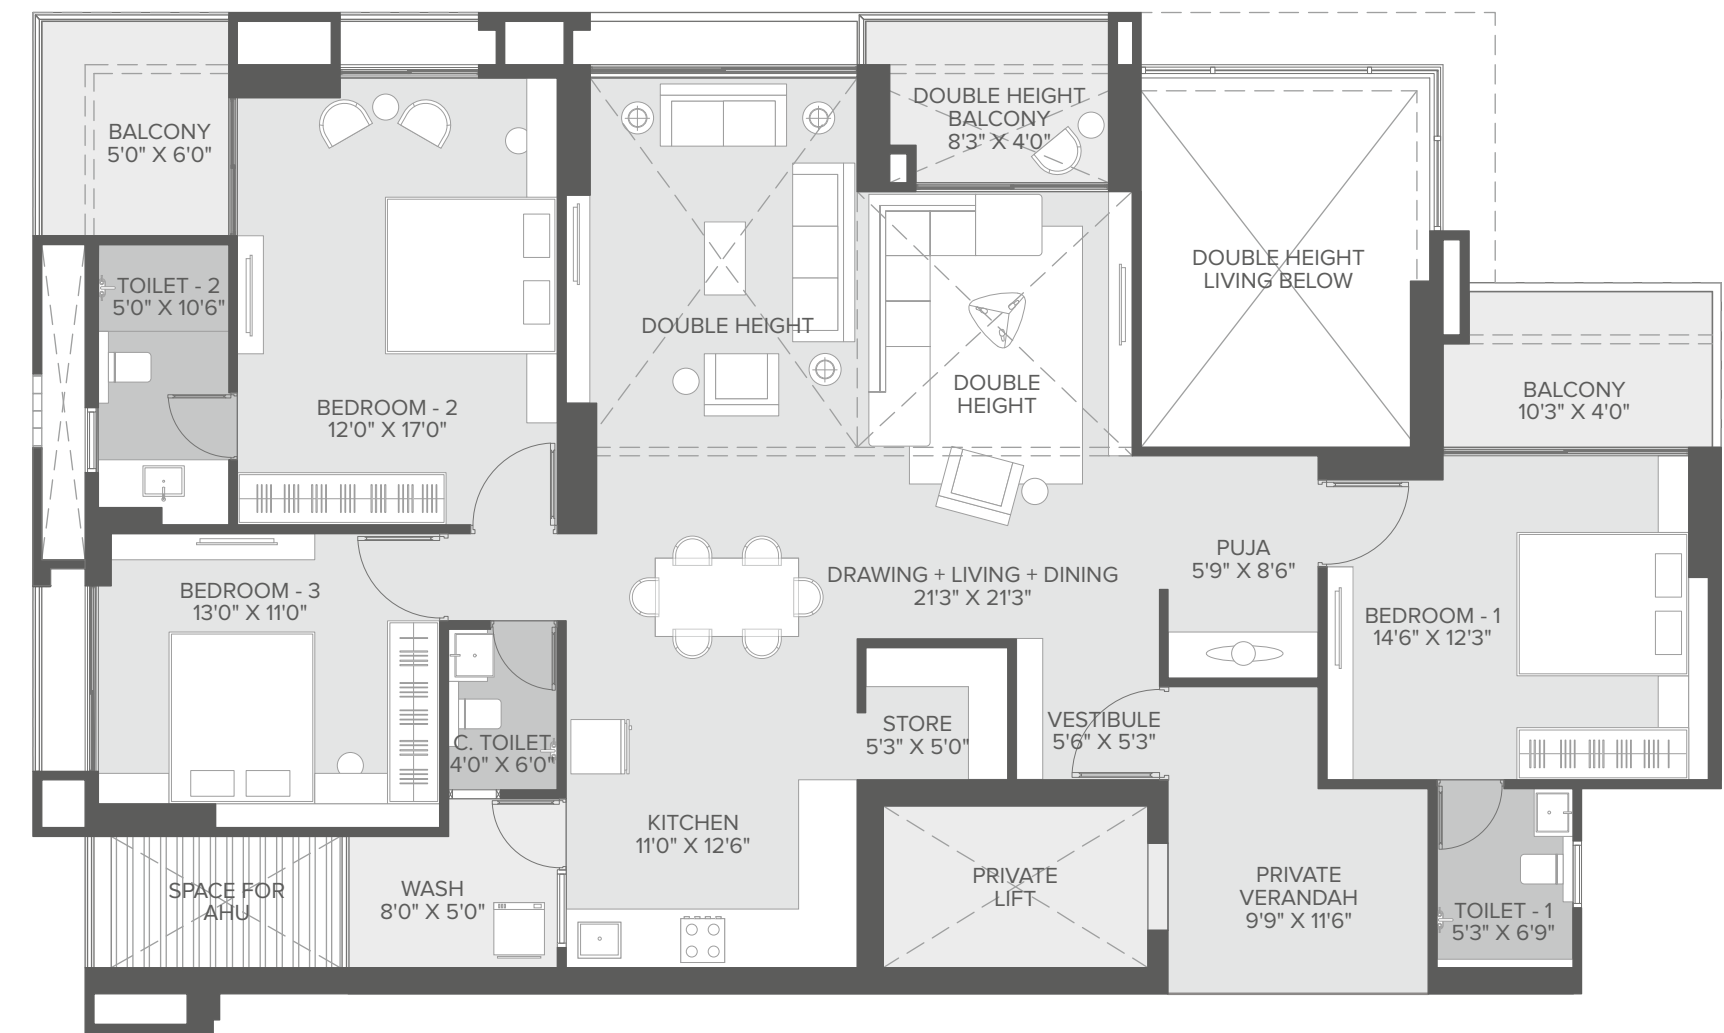 DOUBLE HEIGHT
BALCONY
8'3" X 4'0"
BALCONY
5'0" X 6'0"
DOUBLE HEIGHT
LIVING BELOW
TOILET - 2
5'0" X 10'6"
DOUBLE HEIGHT
DOUBLE
HEIGHT
BALCONY
10'3" X 4'0"
BEDROOM - 2
12'0" X 17'0"
PUJA
5'9" X 8'6"
DRAWING + LIVING + DINING
21'3" X 21'3"
BEDROOM - 3
13'0" X 11'0"
BEDROOM - 1
14'6" X 12'3"
STORE
5'3" X 5'0"
VESTIBULE
5'6" X 5'3"
C. TOILET
4'0" X 6'0"
KITCHEN
11'0" X 12'6"
SPACE FOR
AHU
WASH
8'0" X 5'0"
PRIVATE
LIFT
PRIVATE
VERANDAH
9'9" X 11'6"
TOILET - 1
5'3" X 6'9"